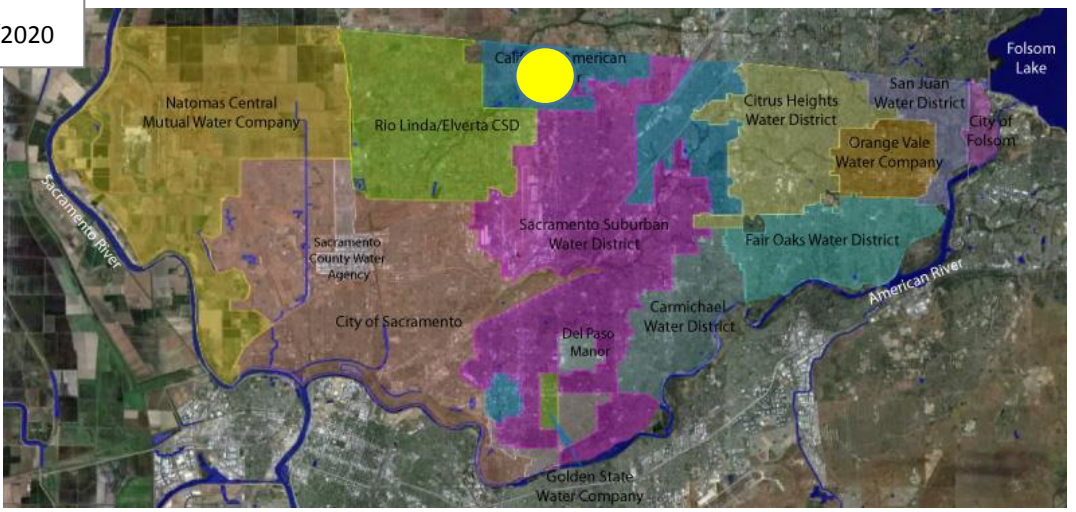 2020
Folsom
Lake
Natomas Central
Mutual Water Company
Rio Linda/Elverta CSD
merican
Citrus Heights
Water District
San Juan
Water District
City of
Folsom
Orange Vale
Water Company
Sacramento River
Sacramento
County Water
Agency
Sacramento Suburban
Water District
Fair Oaks Water District
American River
City of Sacramento
Carmichael
Water District
Del Paso
Manor
Golden State
Water Company